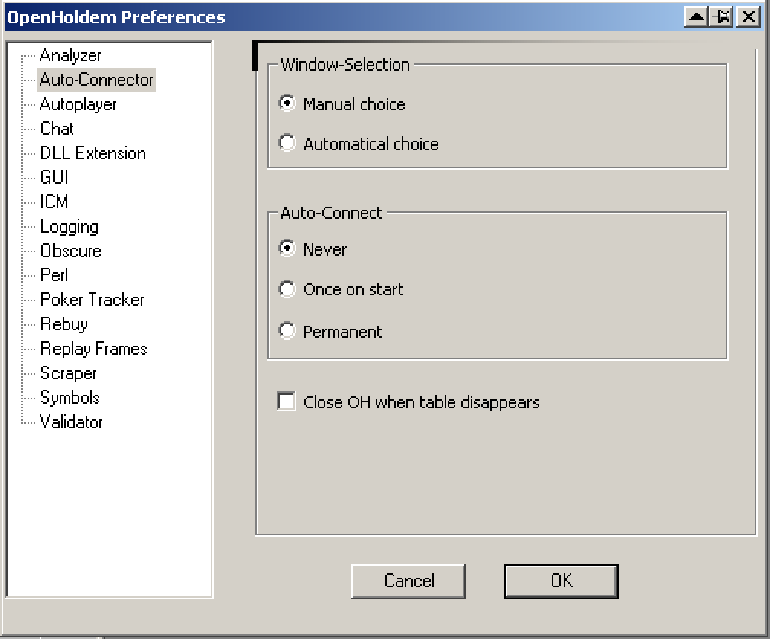 OpenHoldem Preferences
Analyzer
Auto-Connector
Autoplayer
Chat
DLL Extension
GUI
ICM
Logging
Obscure
Perl
Poker Tracker
Rebuy
Replay Frames
Scraper
Symbols
Validator
Window-Selection
Manual choice
Automatical choice
Auto-Connect
Never
Once on start
Permanent
Close OH when table disappears
Cancel
OK